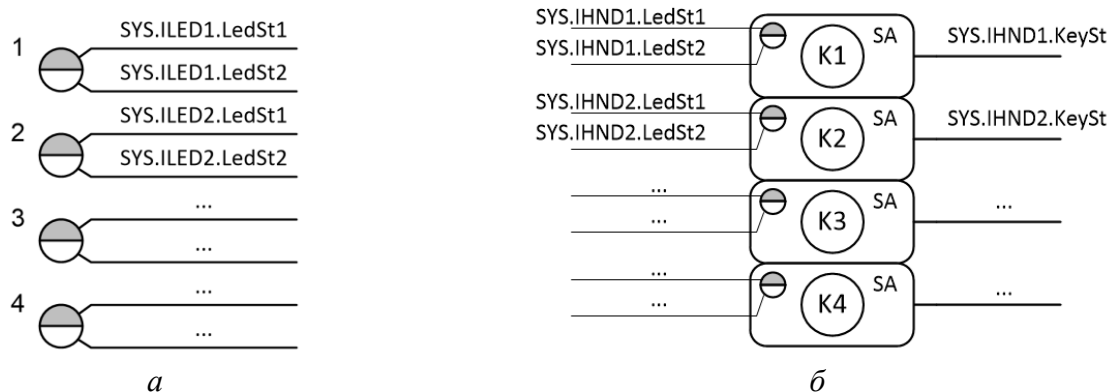 1
SYS.ILED1.LedSt1
SYS.ILED1.LedSt2
2
SYS.ILED2.LedSt1
SYS.ILED2.LedSt2
3
...
...
4
...
...
а
SYS.IHND1.LedSt1
SYS.IHND1.LedSt2
K1
SA
SYS.IHND1.KeySt
SYS.IHND2.LedSt1
SYS.IHND2.LedSt2
K2
SA
SYS.IHND2.KeySt
...
...
K3
SA
...
...
...
K4
SA
...
б